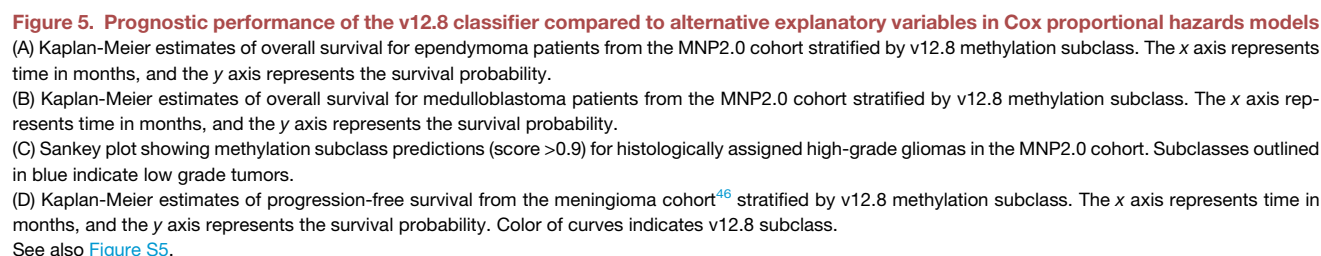 Figure 5. Prognostic performance of the v12.8 classifier compared to alternative explanatory variables in Cox proportional hazards models
(A) Kaplan-Meier estimates of overall survival for ependymoma patients from the MNP2.0 cohort stratified by v12.8 methylation subclass. The x axis represents
time in months, and the y axis represents the survival probability.
(B) Kaplan-Meier estimates of overall survival for medulloblastoma patients from the MNP2.0 cohort stratified by v12.8 methylation subclass. The x axis rep-
resents time in months, and the y axis represents the survival probability.
(C) Sankey plot showing methylation subclass predictions (score >0.9) for histologically assigned high-grade gliomas in the MNP2.0 cohort. Subclasses outlined
in blue indicate low grade tumors.
(D) Kaplan-Meier estimates of progression-free survival from the meningioma cohort46 stratified by v12.8 methylation subclass. The x axis represents time in
months, and the y axis represents the survival probability. Color of curves indicates v12.8 subclass.
See also Figure S5.